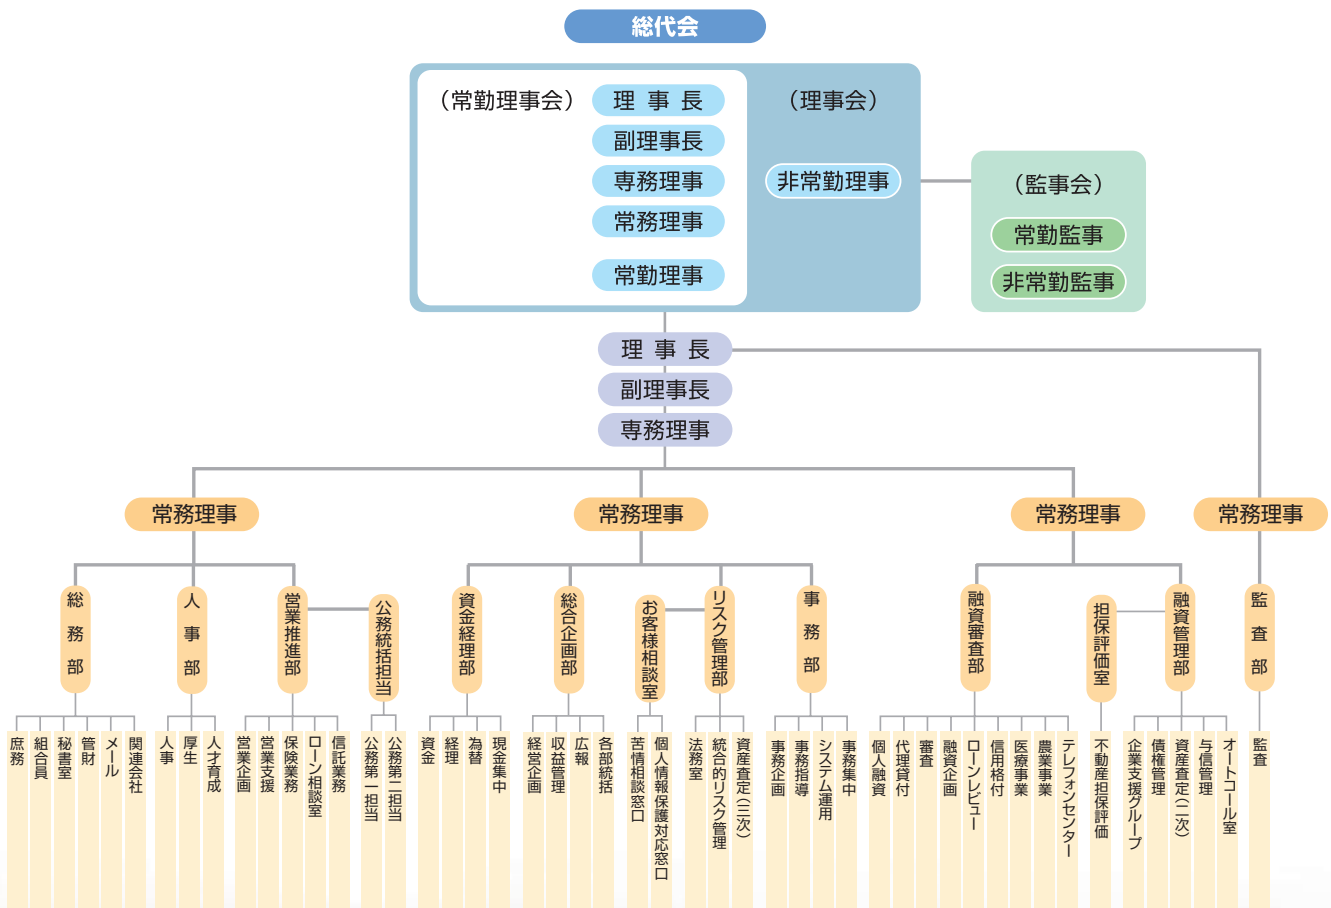 総代会
（常勤理事会）
理事長
副理事長
専務理事
常務理事
常勤理事
（理事会）
非常勤理事
（監事会）
常勤監事
非常勤監事
理事長
副理事長
専務理事
常務理事
常務理事
常務理事
常務理事
総務部
人事部
営業推進部
公務統括担当
資金経理部
総合企画部
お客様相談室
リスク管理部
事務部
融資審査部
担保評価室
融資管理部
監査部
庶務
組合員
秘書室
管財
メール
関連会社
人事
厚生
人才育成
営業企画
営業支援
保険業務
ローン相談室
信託業務
公務第一担当
公務第二担当
資金
経理
為替
現金集中
経営企画
収益管理
広報
各部統括
苦情相談窓口
個人情報保護対応窓口
法務室
統合的リスク管理
資産査定（三次）
事務企画
事務指導
システム運用
事務集中
個人融資
代理貸付
審査
融資企画
ローンレビュー
信用格付
医療事業
農業事業
テレフォンセンター
不動産担保評価
企業支援グループ
債権管理
資産査定（二次）
与信管理
オートコール室
監査